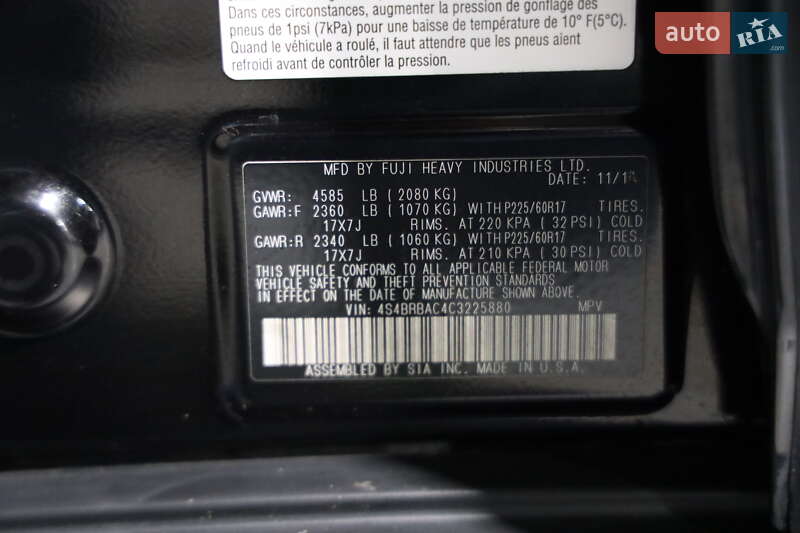 Dans ces circonstances, augmenter la pression de gonflage des
pneus de 1psi (7kPa) pour une baisse de température de 10° F(5°C).
Quand le véhicule a roulé, il faut attendre que les pneus aient
refroidi avant de contrôler la pression.
auto RIA .com
MFD BY FUJI HEAVY INDUSTRIES LTD.
DATE: 11/1
GVWR: 4585 LB ( 2080 KG)
GAWR:F 2360 LB ( 1070 KG) WITH P225/60R17 TIRES.
17X7J RIMS. AT 220 KPA ( 32 PSI) COLD
GAWR:R 2340 LB ( 1060 KG) WITH P225/60R17 TIRES.
17X7J RIMS. AT 210 KPA ( 30 PSI) COLD
THIS VEHICLE CONFORMS TO ALL APPLICABLE FEDERAL MOTOR
VEHICLE SAFETY AND THEFT PREVENTION STANDARDS
IN EFFECT ON THE DATE OF MANUFACTURE SHOWN ABOVE.
VIN: 4S4BRBAC4C3225880 MPV
ASSEMBLED BY SIA INC. MADE IN U.S.A.